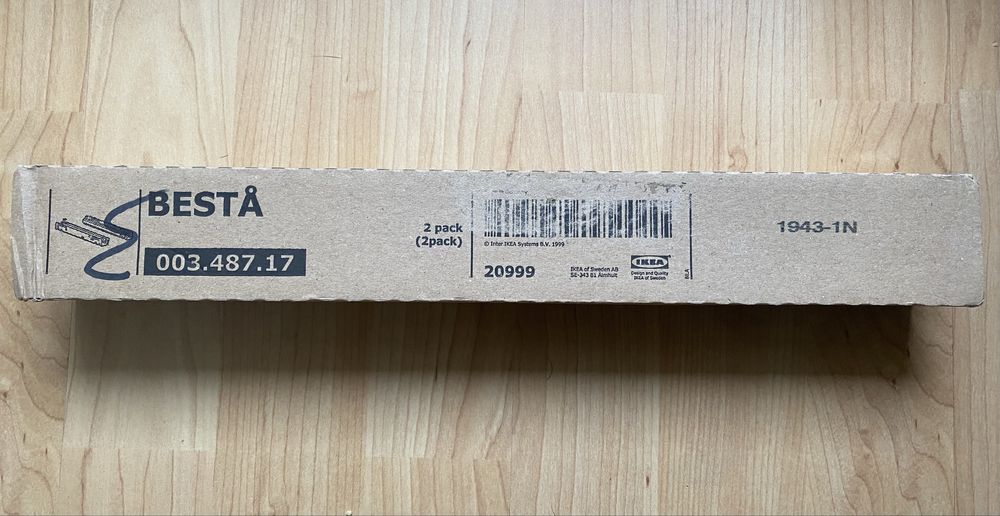 BESTÅ
003.487.17
2 pack
(2pack)
© Inter IKEA Systems B.V. 1999
20999
IKEA of Sweden AB
SE-343 81 Älmhult
IKEA
Design and Quality
IKEA of Sweden
BLA
1943-1N